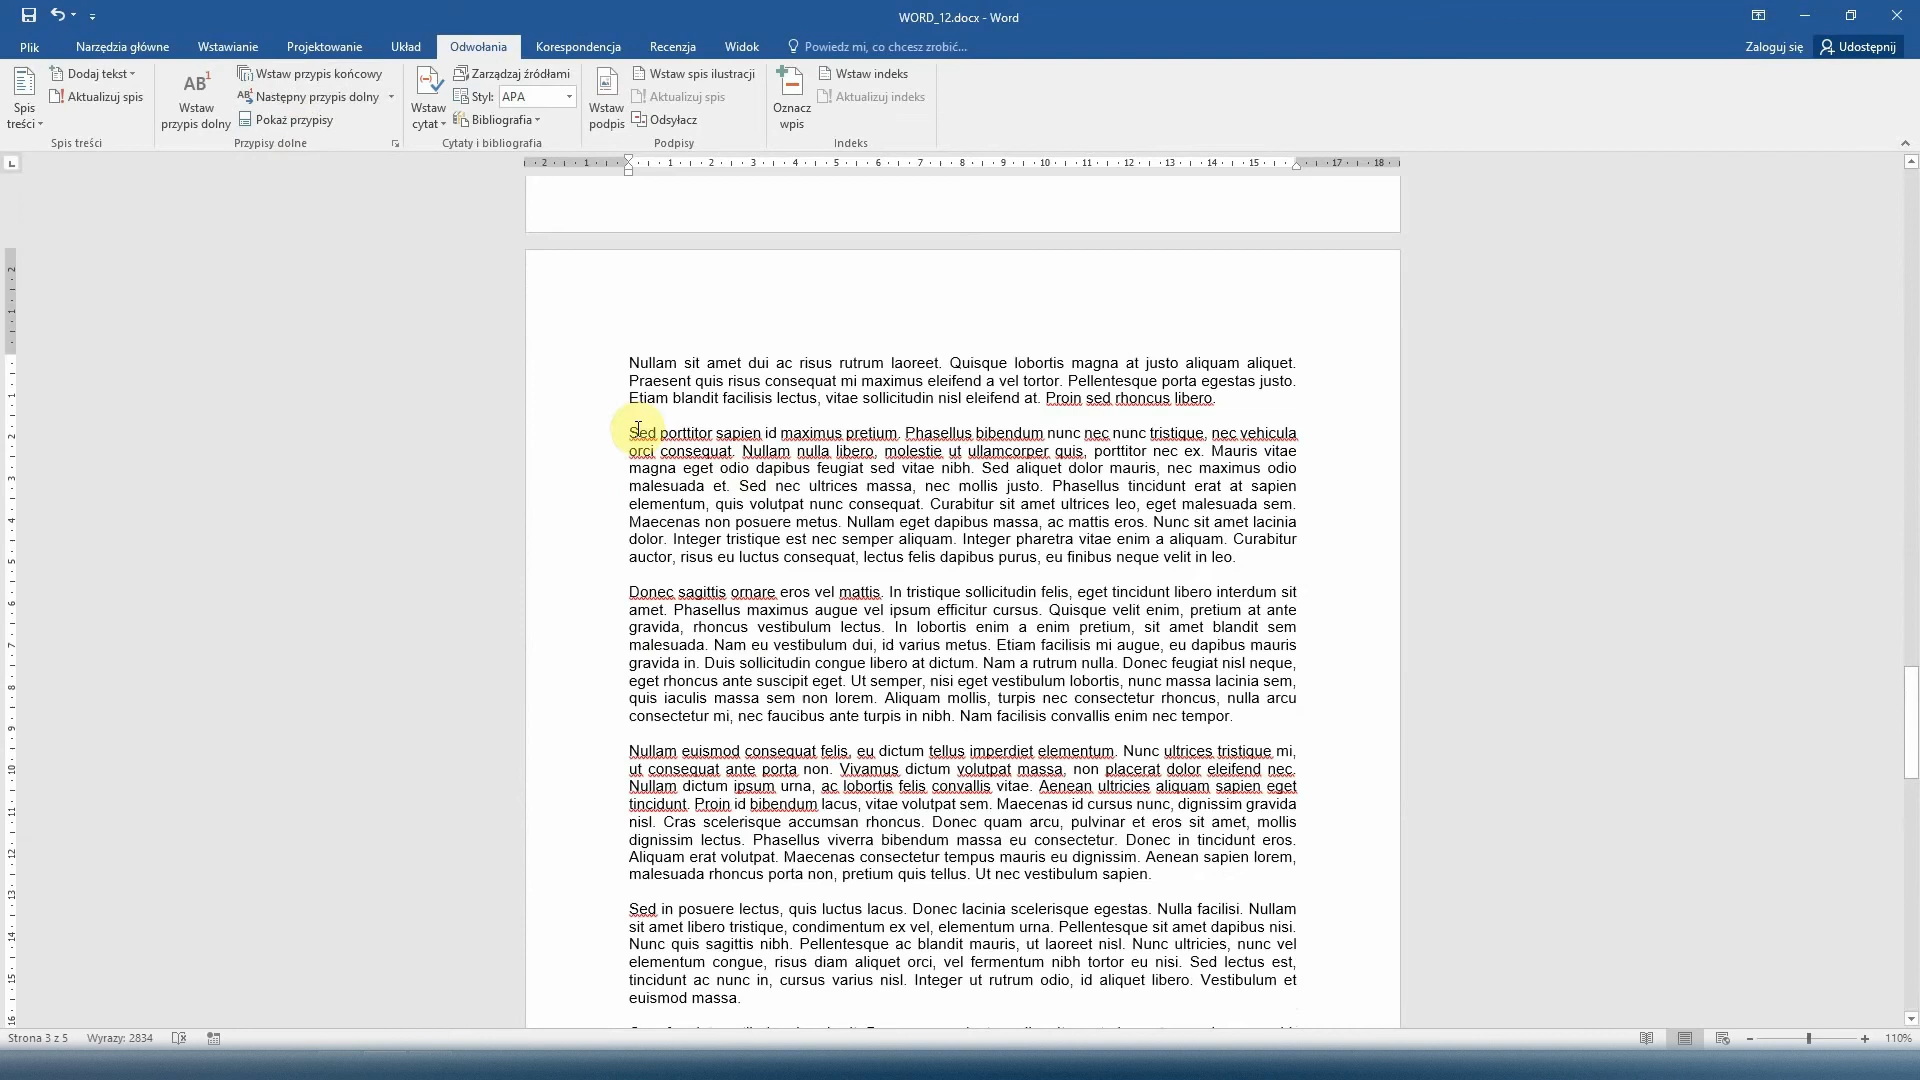 WORD_12.docx - Word
Plik Narzędzia główne Wstawianie Projektowanie Układ Odwołania Korespondencja Recenzja Widok Powiedz mi, co chcesz zrobić... Zaloguj się Udostępnij
Spis treści
Dodaj tekst
Aktualizuj spis
Spis treści
AB1
Wstaw przypis dolny
Wstaw przypis końcowy
Następny przypis dolny
Pokaż przypisy
Przypisy dolne
Wstaw cytat
Zarządzaj źródłami
Styl: APA
Bibliografia
Cytaty i bibliografia
Wstaw podpis
Wstaw spis ilustracji
Aktualizuj spis
Odsyłacz
Podpisy
Oznacz wpis
Wstaw indeks
Aktualizuj indeks
Indeks
2 1 1 2 3 4 5 6 7 8 9 10 11 12 13 14 15 17 18
Nullam sit amet dui ac risus rutrum laoreet. Quisque lobortis magna at justo aliquam aliquet.
Praesent quis risus consequat mi maximus eleifend a vel tortor. Pellentesque porta egestas justo.
Etiam blandit facilisis lectus, vitae sollicitudin nisl eleifend at. Proin sed rhoncus libero.
Sed porttitor sapien id maximus pretium. Phasellus bibendum nunc nec nunc tristique, nec vehicula
orci consequat. Nullam nulla libero, molestie ut ullamcorper quis, porttitor nec ex. Mauris vitae
magna eget odio dapibus feugiat sed vitae nibh. Sed aliquet dolor mauris, nec maximus odio
malesuada et. Sed nec ultrices massa, nec mollis justo. Phasellus tincidunt erat at sapien
elementum, quis volutpat nunc consequat. Curabitur sit amet ultrices leo, eget malesuada sem.
Maecenas non posuere metus. Nullam eget dapibus massa, ac mattis eros. Nunc sit amet lacinia
dolor. Integer tristique est nec semper aliquam. Integer pharetra vitae enim a aliquam. Curabitur
auctor, risus eu luctus consequat, lectus felis dapibus purus, eu finibus neque velit in leo.
Donec sagittis ornare eros vel mattis. In tristique sollicitudin felis, eget tincidunt libero interdum sit
amet. Phasellus maximus augue vel ipsum efficitur cursus. Quisque velit enim, pretium at ante
gravida, rhoncus vestibulum lectus. In lobortis enim a enim pretium, sit amet blandit sem
malesuada. Nam eu vestibulum dui, id varius metus. Etiam facilisis mi augue, eu dapibus mauris
gravida in. Duis sollicitudin congue libero at dictum. Nam a rutrum nulla. Donec feugiat nisl neque,
eget rhoncus ante suscipit eget. Ut semper, nisi eget vestibulum lobortis, nunc massa lacinia sem,
quis iaculis massa sem non lorem. Aliquam mollis, turpis nec consectetur rhoncus, nulla arcu
consectetur mi, nec faucibus ante turpis in nibh. Nam facilisis convallis enim nec tempor.
Nullam euismod consequat felis, eu dictum tellus imperdiet elementum. Nunc ultrices tristique mi,
ut consequat ante porta non. Vivamus dictum volutpat massa, non placerat dolor eleifend nec.
Nullam dictum ipsum urna, ac lobortis felis convallis vitae. Aenean ultricies aliquam sapien eget
tincidunt. Proin id bibendum lacus, vitae volutpat sem. Maecenas id cursus nunc, dignissim gravida
nisl. Cras scelerisque accumsan rhoncus. Donec quam arcu, pulvinar et eros sit amet, mollis
dignissim lectus. Phasellus viverra bibendum massa eu consectetur. Donec in tincidunt eros.
Aliquam erat volutpat. Maecenas consectetur tempus mauris eu dignissim. Aenean sapien lorem,
malesuada rhoncus porta non, pretium quis tellus. Ut nec vestibulum sapien.
Sed in posuere lectus, quis luctus lacus. Donec lacinia scelerisque egestas. Nulla facilisi. Nullam
sit amet libero tristique, condimentum ex vel, elementum urna. Pellentesque sit amet dapibus nisi.
Nunc quis sagittis nibh. Pellentesque ac blandit mauris, ut laoreet nisl. Nunc ultricies, nunc vel
elementum congue, risus diam aliquet orci, vel fermentum nibh tortor eu nisi. Sed lectus est,
tincidunt ac nunc in, cursus varius nisl. Integer ut rutrum odio, id aliquet libero. Vestibulum et
euismod massa.
Strona 3 z 5 Wyrazy: 2834 110%